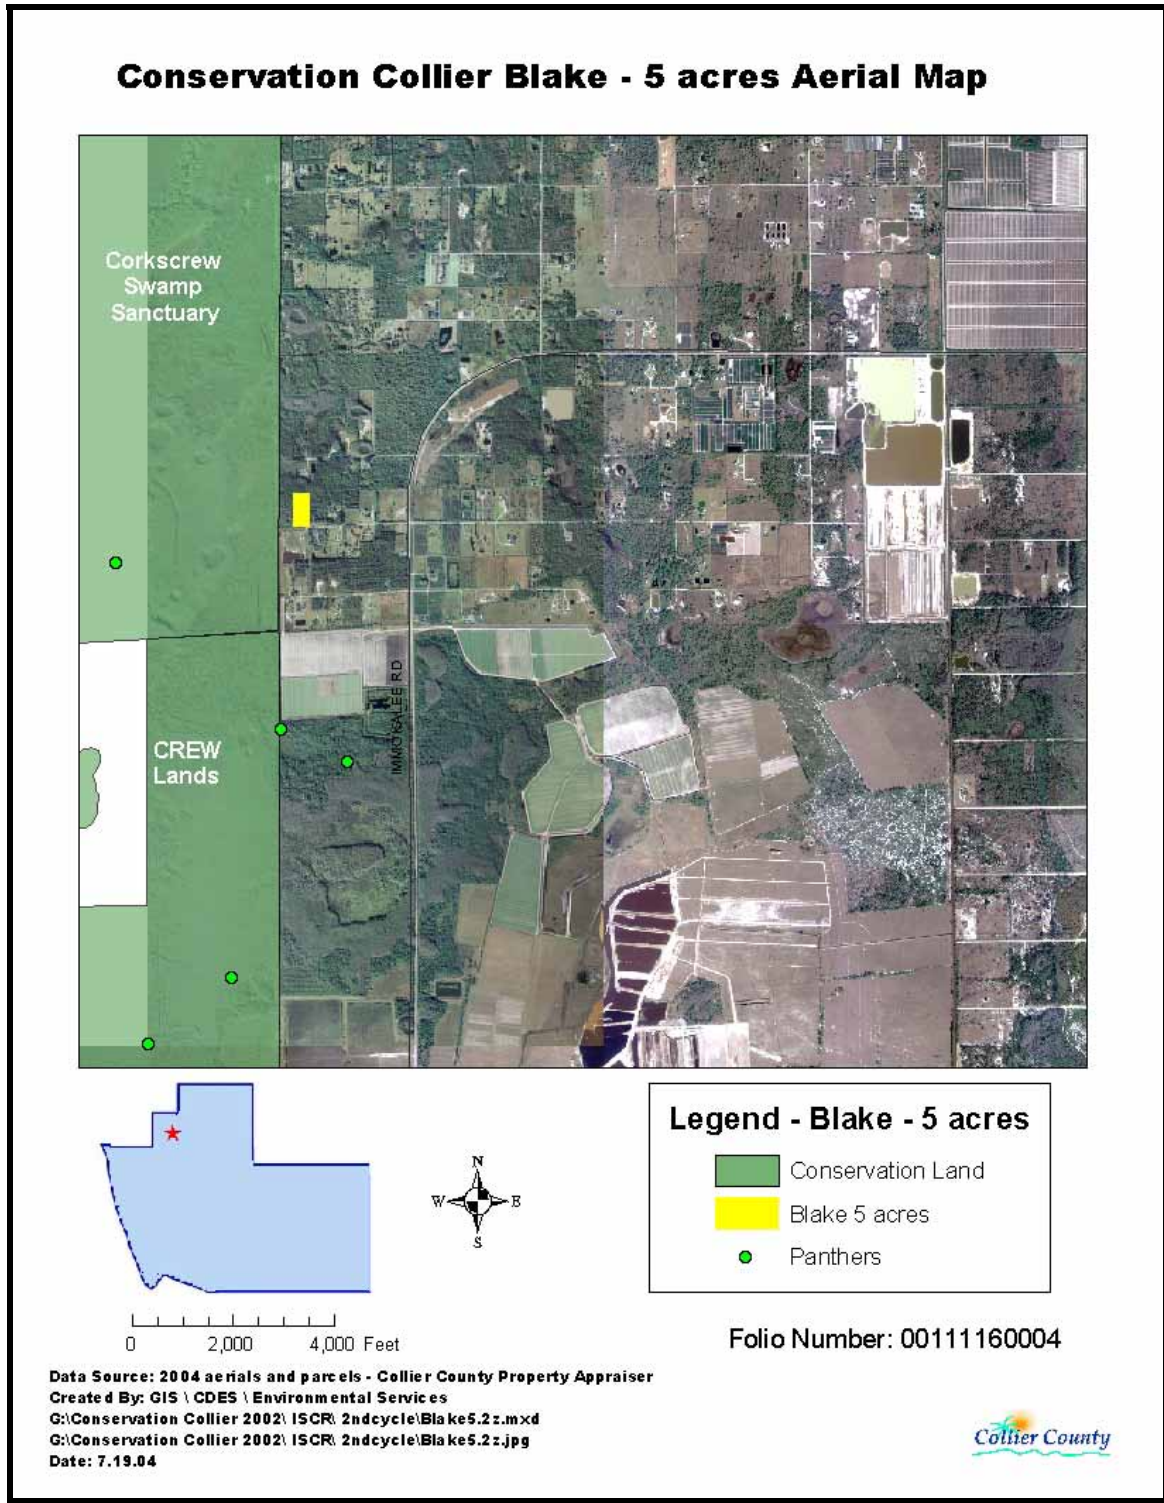 Conservation Collier Blake - 5 acres Aerial Map
Corkscrew
Swamp
Sanctuary
IMMOKALEE RD
CREW
Lands
N
W
E
S
Legend - Blake - 5 acres
Conservation Land
Blake 5 acres
Panthers
0 2,000 4,000 Feet
Folio Number: 00111160004
Data Source: 2004 aerials and parcels - Collier County Property Appraiser
Created By: GIS \ CDES \ Environmental Services
G:\Conservation Collier 2002\ ISCR\ 2ndcycle\Blake5.2z.mxd
G:\Conservation Collier 2002\ ISCR\ 2ndcycle\Blake5.2z.jpg
Date: 7.19.04
Collier County